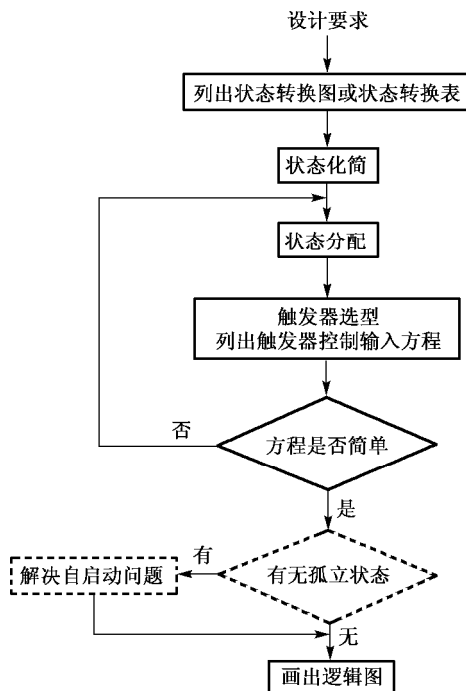 设计要求
列出状态转换图或状态转换表
状态化简
状态分配
触发器选型
列出触发器控制输入方程
否
方程是否简单
是
有
解决自启动问题
有无孤立状态
无
画出逻辑图